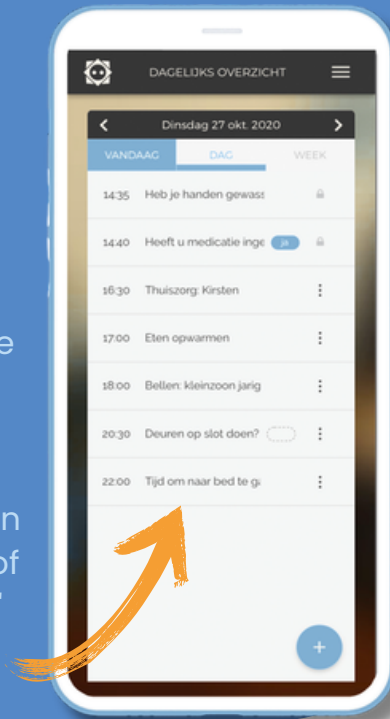 DAGELIJKS OVERZICHT
Dinsdag 27 okt. 2020
VANDAAG DAG WEEK
14:35 Heb je handen gewass
14:40 Heeft u medicatie inge ja
16:30 Thuiszorg: Kirsten
17:00 Eten opwarmen
e
18:00 Bellen: kleinzoon jarig
20:30 Deuren op slot doen?
22:00 Tijd om naar bed te ga
n
of
+